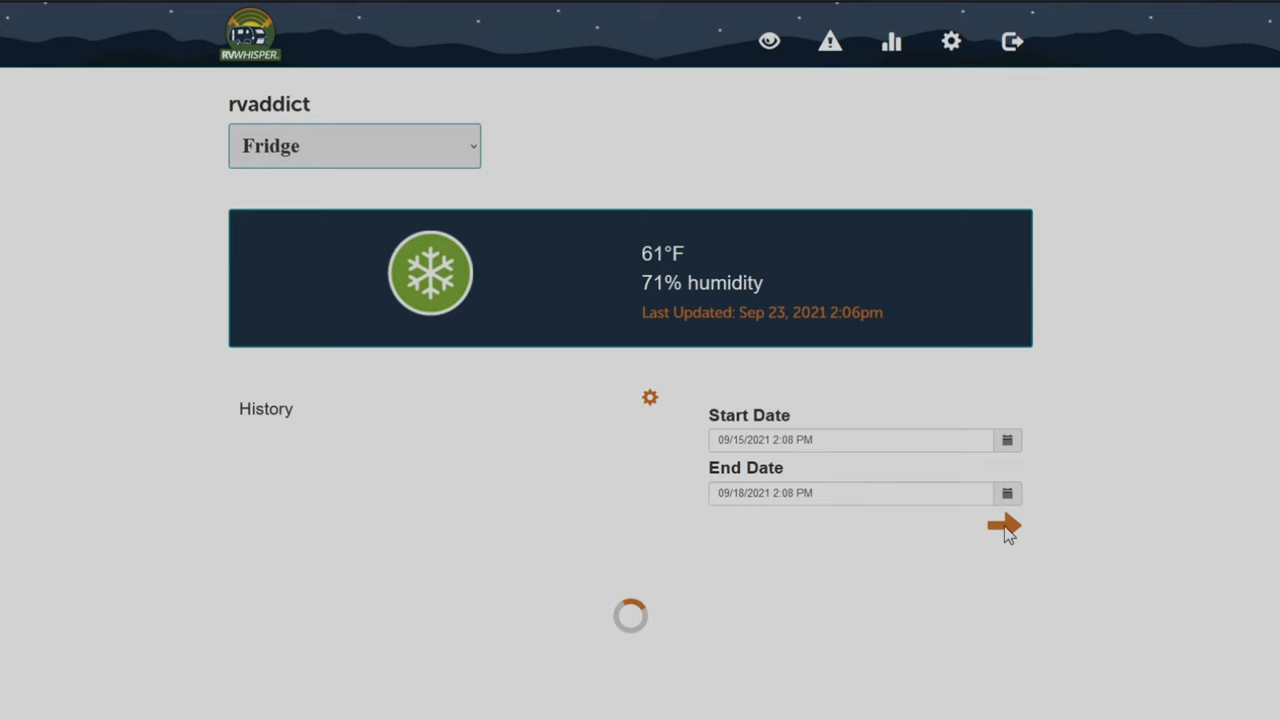 RVWHISPER
rvaddict
Fridge
61°F
71% humidity
Last Updated: Sep 23, 2021 2:06pm
History
Start Date
09/15/2021 2:08 PM
End Date
09/18/2021 2:08 PM